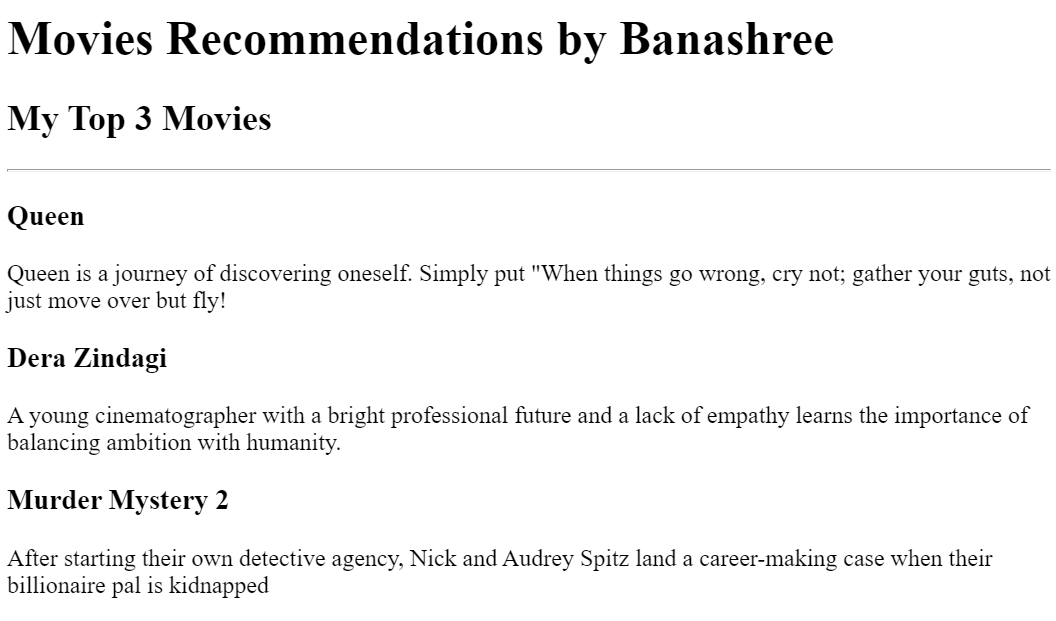 Movies Recommendations by Banashree
My Top 3 Movies
Queen
Queen is a journey of discovering oneself. Simply put "When things go wrong, cry not; gather your guts, not
just move over but fly!
Dera Zindagi
A young cinematographer with a bright professional future and a lack of empathy learns the importance of
balancing ambition with humanity.
Murder Mystery 2
After starting their own detective agency, Nick and Audrey Spitz land a career-making case when their
billionaire pal is kidnapped